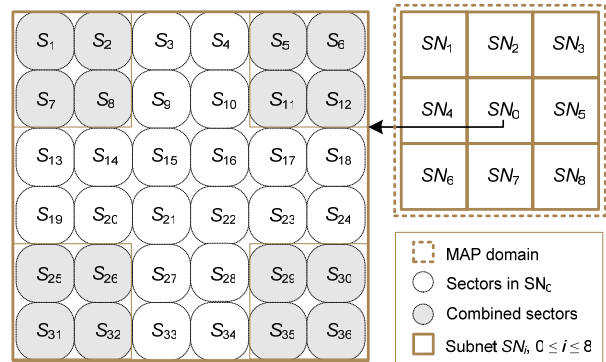 S₁ S₂ S₃ S₄ S₅ S₆
S₇ S₈ S₉ S₁₀ S₁₁ S₁₂
S₁₃ S₁₄ S₁₅ S₁₆ S₁₇ S₁₈
S₁₉ S₂₀ S₂₁ S₂₂ S₂₃ S₂₄
S₂₅ S₂₆ S₂₇ S₂₈ S₂₉ S₃₀
S₃₁ S₃₂ S₃₃ S₃₄ S₃₅ S₃₆
SN₁ SN₂ SN₃
SN₄ SN₀ SN₅
SN₆ SN₇ SN₈
MAP domain
Sectors in SN₀
Combined sectors
Subnet SNᵢ, 0 ≤ i ≤ 8